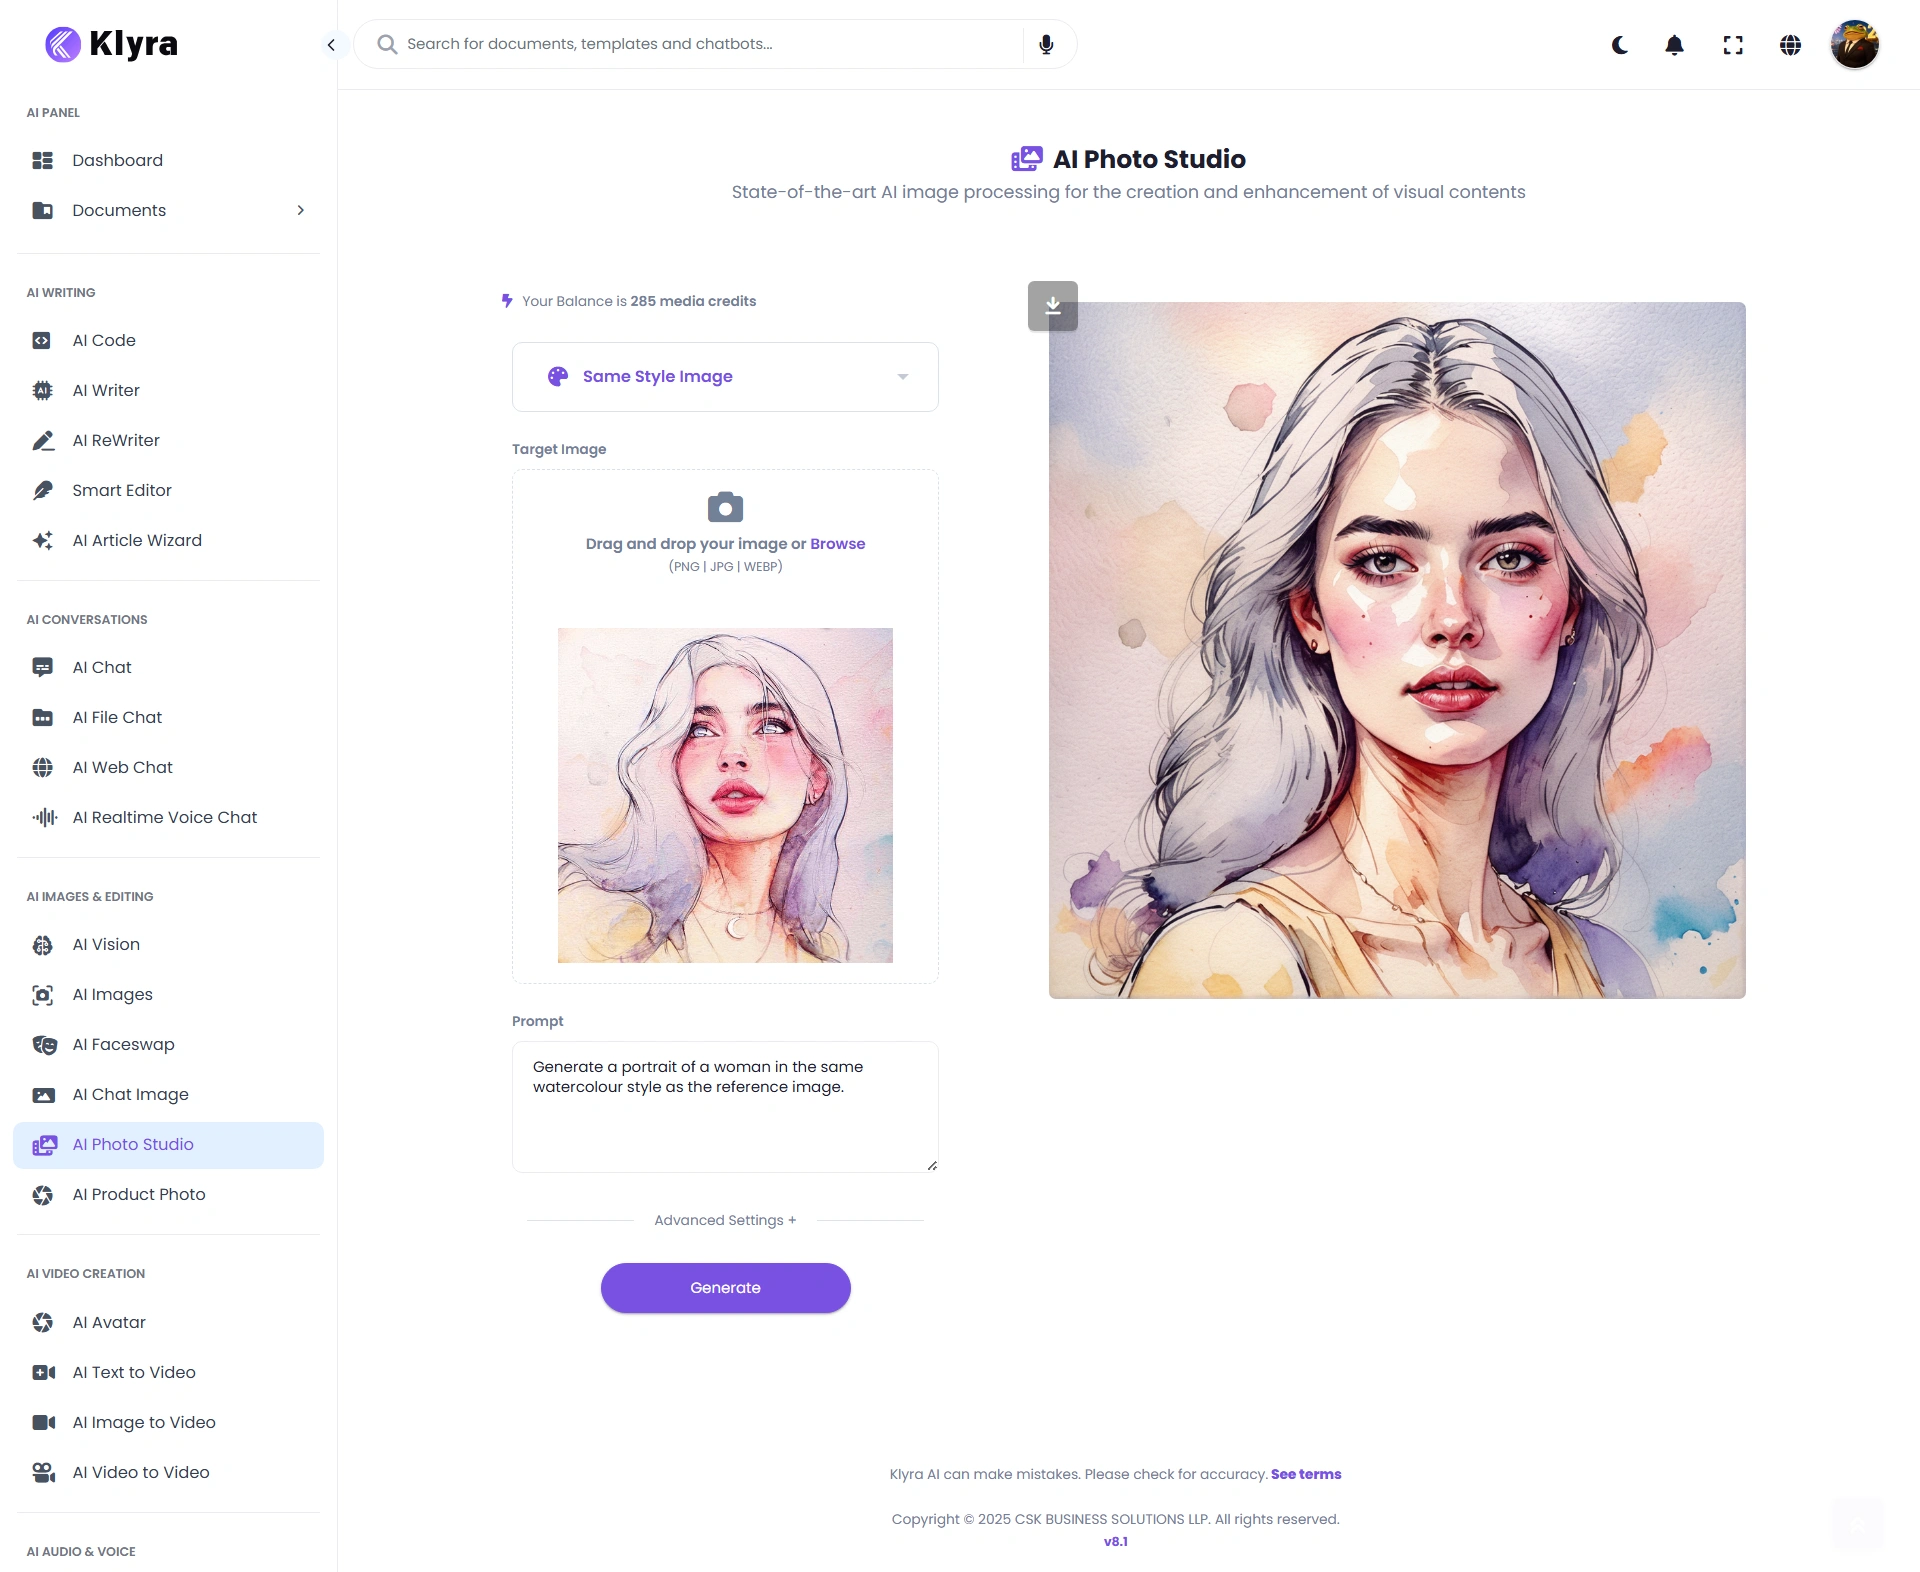 Klyra
Search for documents, templates and chatbots...
AI PANEL
Dashboard
Documents
AI WRITING
AI Code
AI Writer
AI ReWriter
Smart Editor
AI Article Wizard
AI CONVERSATIONS
AI Chat
AI File Chat
AI Web Chat
AI Realtime Voice Chat
AI IMAGES & EDITING
AI Vision
AI Images
AI Faceswap
AI Chat Image
AI Photo Studio
AI Product Photo
AI VIDEO CREATION
AI Avatar
AI Text to Video
AI Image to Video
AI Video to Video
AI AUDIO & VOICE
AI Photo Studio
State-of-the-art AI image processing for the creation and enhancement of visual contents
Your Balance is 285 media credits
Same Style Image
Target Image
Drag and drop your image or Browse
(PNG | JPG | WEBP)
Prompt
Generate a portrait of a woman in the same
watercolour style as the reference image.
Advanced Settings +
Generate
Klyra AI can make mistakes. Please check for accuracy. See terms
Copyright © 2025 CSK BUSINESS SOLUTIONS LLP. All rights reserved.
v8.1